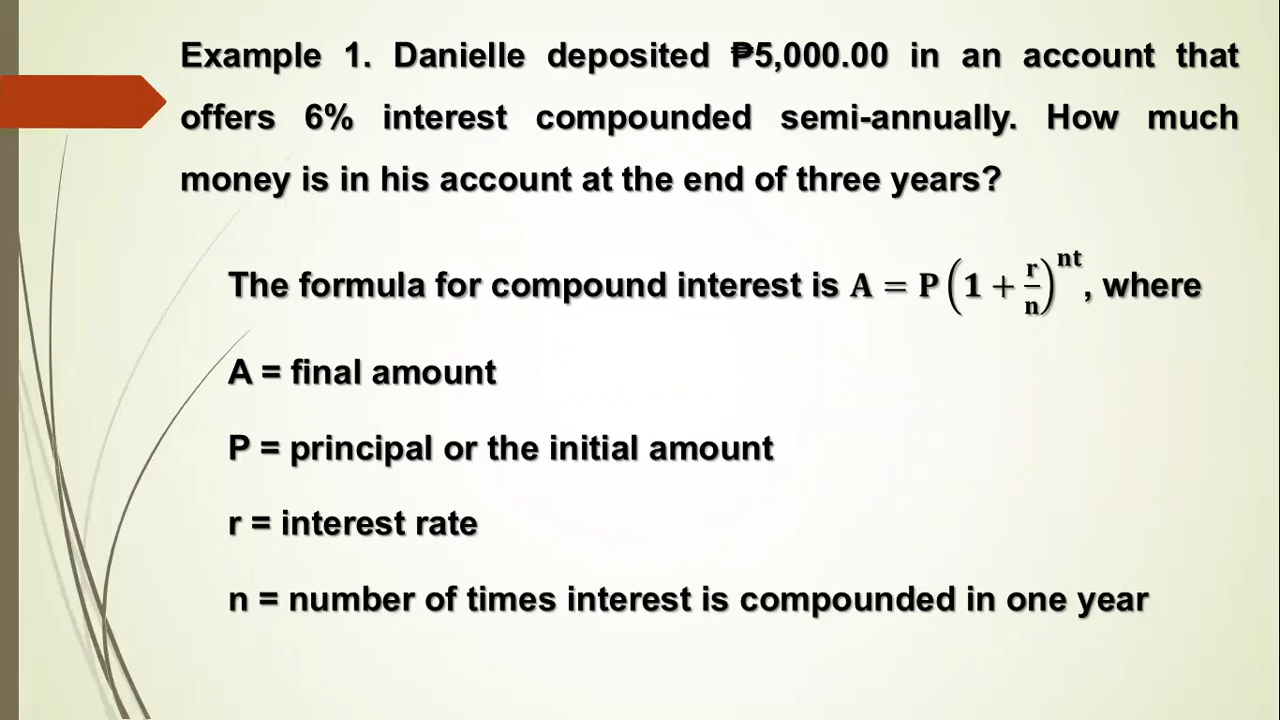 Example 1. Danielle deposited ₱5,000.00 in an account that
offers 6% interest compounded semi-annually. How much
money is in his account at the end of three years?
The formula for compound interest is A = P(1 + r/n)^nt, where
A = final amount
P = principal or the initial amount
r = interest rate
n = number of times interest is compounded in one year